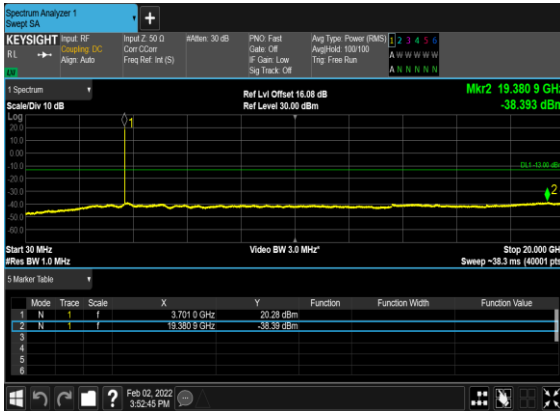 Spectrum Analyzer 1
Swept SA
KEYSIGHT Input: RF Input Z: 50 Ω #Atten: 30 dB PNO: Fast Avg Type: Power (RMS) 1 2 3 4 5 6
RL Coupling: DC Corr CCorr Gate: Off Avg|Hold: 100/100 A W W W W W
Align: Auto Freq Ref: Int (S) IF Gain: Low Trig: Free Run
Sig Track: Off A N N N N N
1 Spectrum Ref Lvl Offset 16.08 dB Mkr2 19.380 9 GHz
Scale/Div 10 dB Ref Level 30.00 dBm -38.393 dBm
Log
20.0
10.0
0.00
-10.0
-20.0
-30.0
-40.0
-50.0
-60.0
1
DL1 -13.00 dBm
2
Start 30 MHz Video BW 3.0 MHz* Stop 20.000 GHz
#Res BW 1.0 MHz Sweep ~38.3 ms (40001 pts)
5 Marker Table
Mode Trace Scale X Y Function Function Width Function Value
1 N 1 f 3.701 0 GHz 20.28 dBm
2 N 1 f 19.380 9 GHz -38.39 dBm
3
4
5
6
? Feb 02, 2022
3:52:45 PM